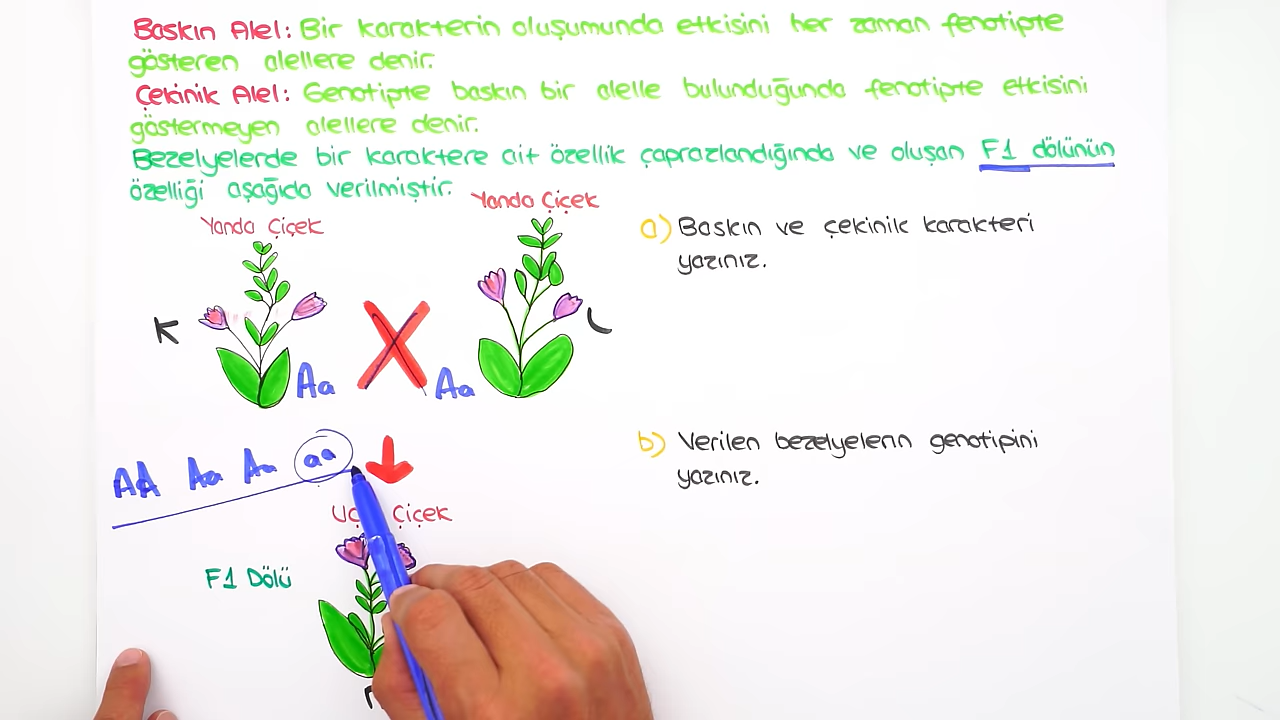 Baskın Alel: Bir karakterin oluşumunda etkisini her zaman fenotipte
gösteren alellere denir.
Çekinik Alel: Genotipte baskın bir alelle bulunduğunda fenotipte etkisini
göstermeyen alellere denir.
Bezelyelerde bir karaktere ait özellik çaprazlandığında ve oluşan F1 dölünün
özelliği aşağıda verilmiştir.
Yanda Çiçek
Yanda Çiçek
K
L
Aa
Aa
AA Aa Aa aa
Çiçek
F1 Dölü
a) Baskın ve çekinik karakteri
yazınız.
b) Verilen bezelyelerin genotipini
yazınız.